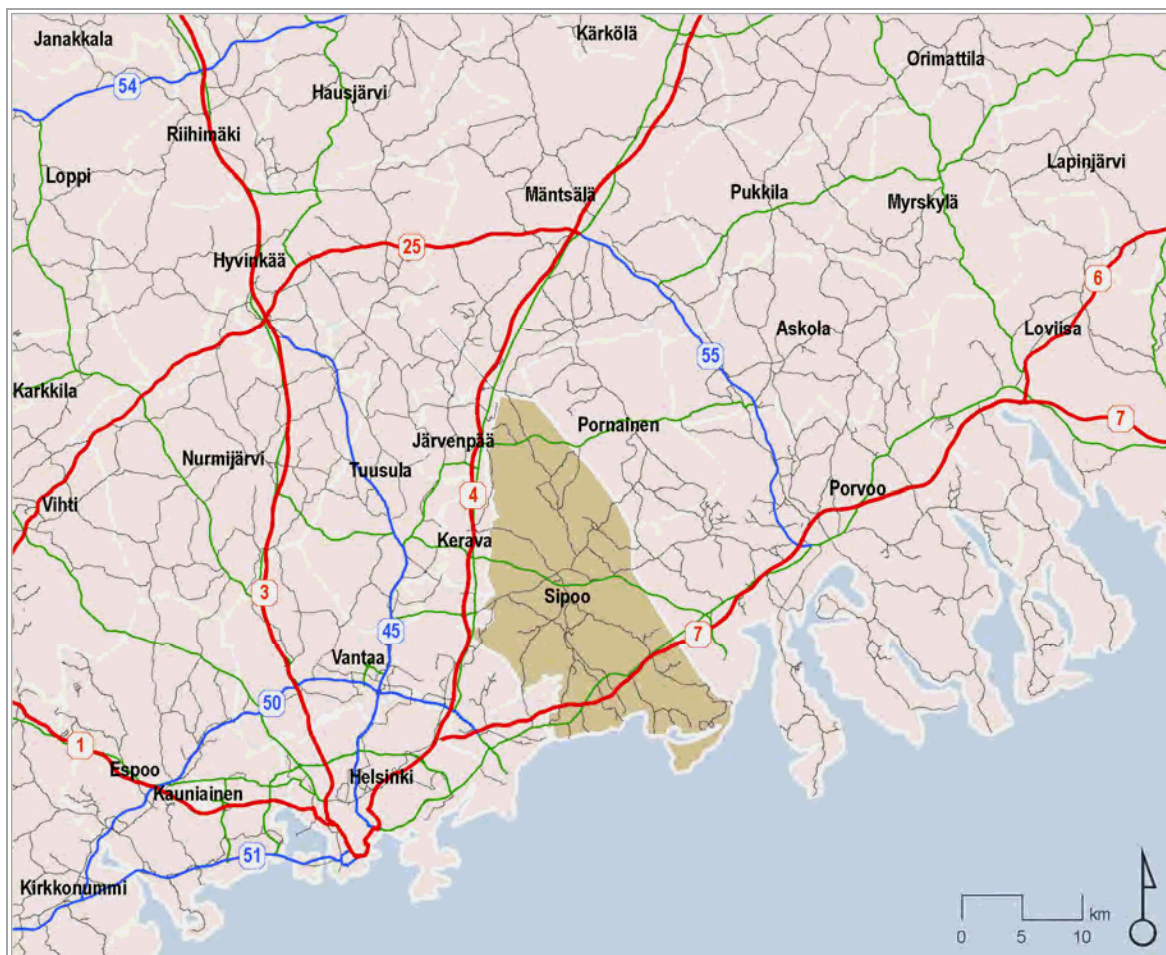 Janakkala
Kärkölä
Orimattila
54
Hausjärvi
Riihimäki
Lapinjärvi
Loppi
Mäntsälä
Pukkila
Myrskylä
25
Hyvinkää
6
Askola
Loviisa
55
Karkkila
7
Järvenpää
Pornainen
Nurmijärvi
Tuusula
4
Porvoo
Vihti
Kerava
3
Sipoo
45
7
Vantaa
50
1
Espoo
Helsinki
Kauniainen
51
Kirkkonummi
km
0 5 10